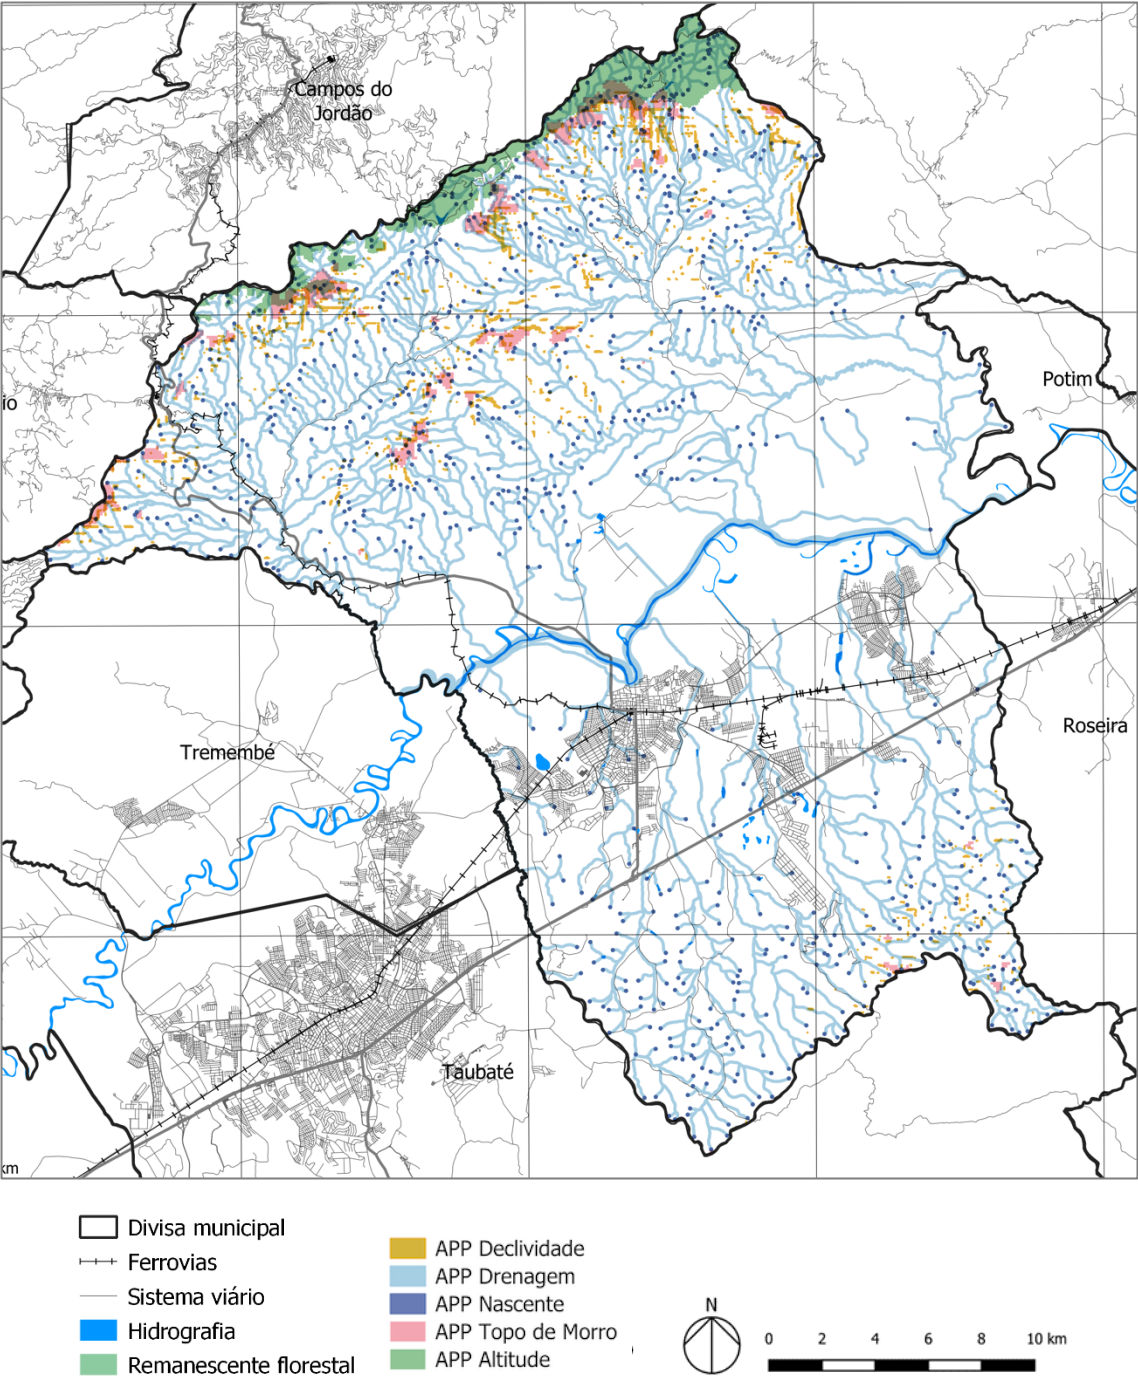 Campos do
Jordão
Potim
io
Roseira
Tremembé
Taubaté
km
Divisa municipal
Ferrovias
Sistema viário
Hidrografia
Remanescente florestal
APP Declividade
APP Drenagem
APP Nascente
APP Topo de Morro
APP Altitude
N
0 2 4 6 8 10 km